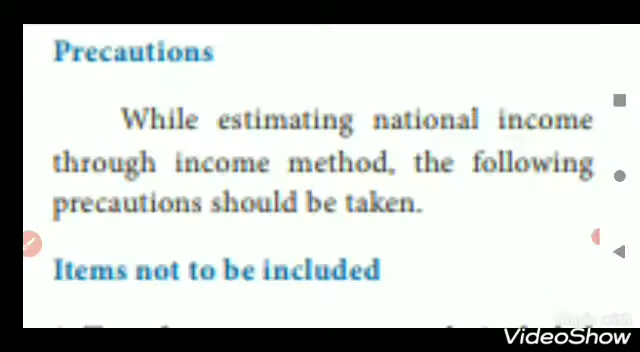 Precautions
While estimating national income
through income method, the following
precautions should be taken.
Items not to be included
VideoShow